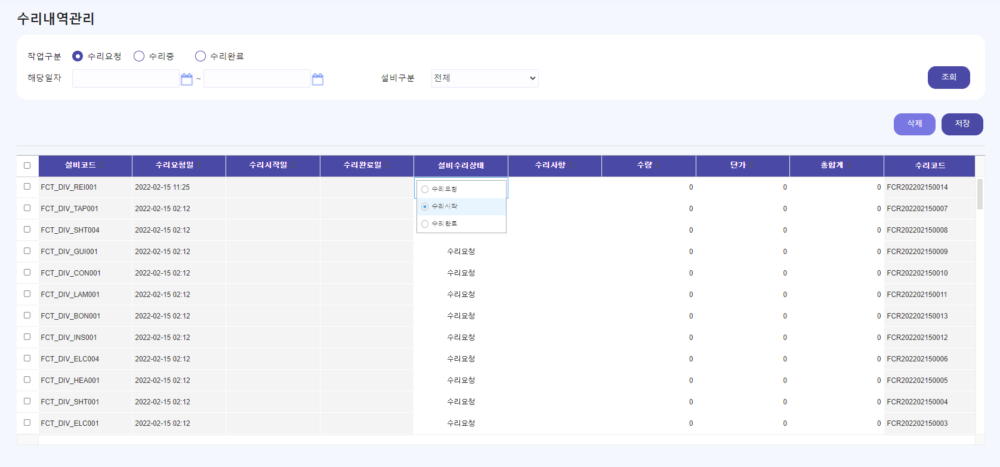 수리내역관리
작업구분 수리요청 수리중 수리완료
해당일자 ~ 설비구분 전체 조회
삭제 저장
설비코드 수리요청일 수리시작일 수리완료일 설비수리상태 수리사항 수량 단가 총합계 수리코드
FCT_DIV_REI001 2022-02-15 11:25 수리요청 0 0 0 FCR202202150014
수리시작
수리완료
FCT_DIV_TAP001 2022-02-15 02:12 0 0 0 FCR202202150007
FCT_DIV_SHT004 2022-02-15 02:12 0 0 0 FCR202202150008
FCT_DIV_GUI001 2022-02-15 02:12 수리요청 0 0 0 FCR202202150009
FCT_DIV_CON001 2022-02-15 02:12 수리요청 0 0 0 FCR202202150010
FCT_DIV_LAM001 2022-02-15 02:12 수리요청 0 0 0 FCR202202150011
FCT_DIV_BON001 2022-02-15 02:12 수리요청 0 0 0 FCR202202150013
FCT_DIV_INS001 2022-02-15 02:12 수리요청 0 0 0 FCR202202150012
FCT_DIV_ELC004 2022-02-15 02:12 수리요청 0 0 0 FCR202202150006
FCT_DIV_HEA001 2022-02-15 02:12 수리요청 0 0 0 FCR202202150005
FCT_DIV_SHT001 2022-02-15 02:12 수리요청 0 0 0 FCR202202150004
FCT_DIV_ELC001 2022-02-15 02:12 수리요청 0 0 0 FCR202202150003